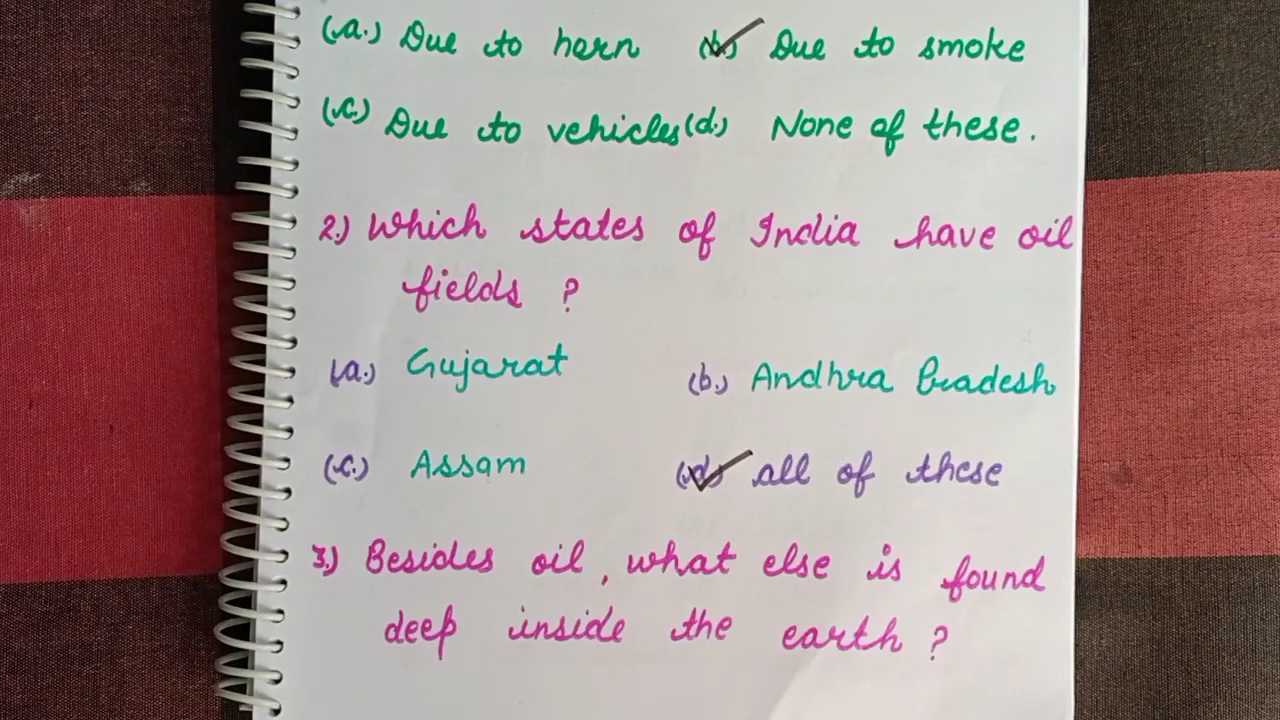 (a.) Due to horn (b) Due to smoke
(c.) Due to vehicles (d.) None of these.
2.) Which states of India have oil
fields ?
(a.) Gujarat (b.) Andhra Pradesh
(c.) Assam (d) all of these
3.) Besides oil, what else is found
deep inside the earth ?